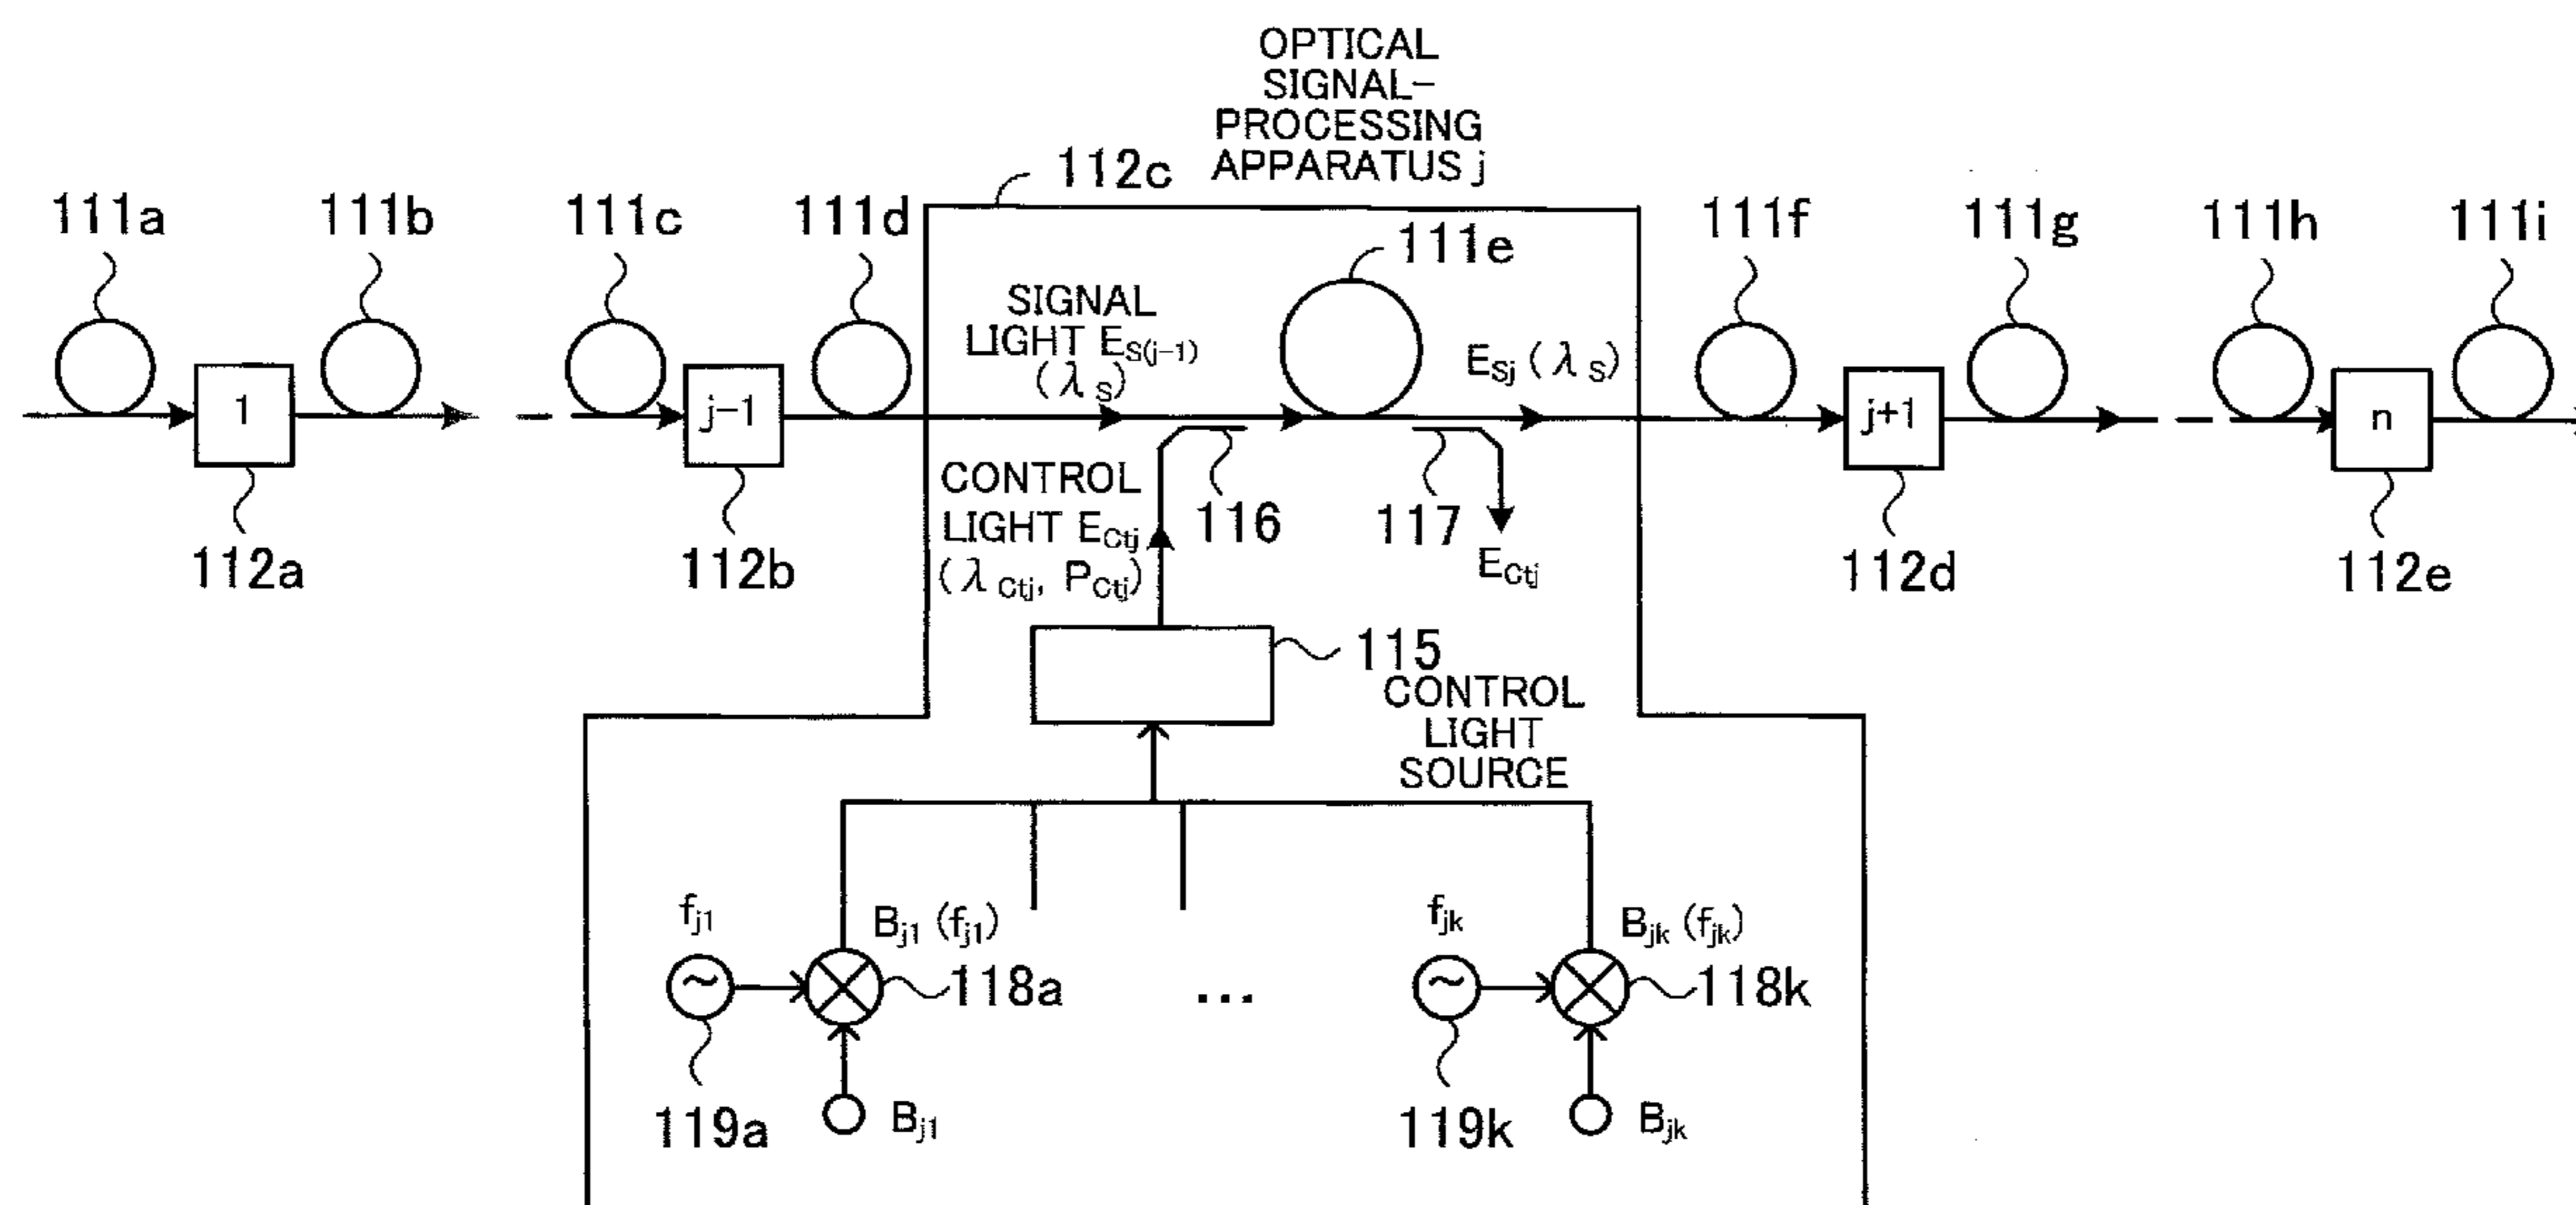 OPTICAL
SIGNAL-
PROCESSING
APPARATUS j
112c
111a
111b
111c
111d
111e
111f
111g
111h
111i
SIGNAL
LIGHT E_S(j-1)
(λ_S)
E_Sj (λ_S)
1
j-1
j+1
n
112a
112b
112d
112e
CONTROL
LIGHT E_Ctj
(λ_Ctj, P_Ctj)
116
117
E_Ctj
115
CONTROL
LIGHT
SOURCE
f_j1
B_j1 (f_j1)
f_jk
B_jk (f_jk)
~
118a
...
~
118k
119a
B_j1
119k
B_jk